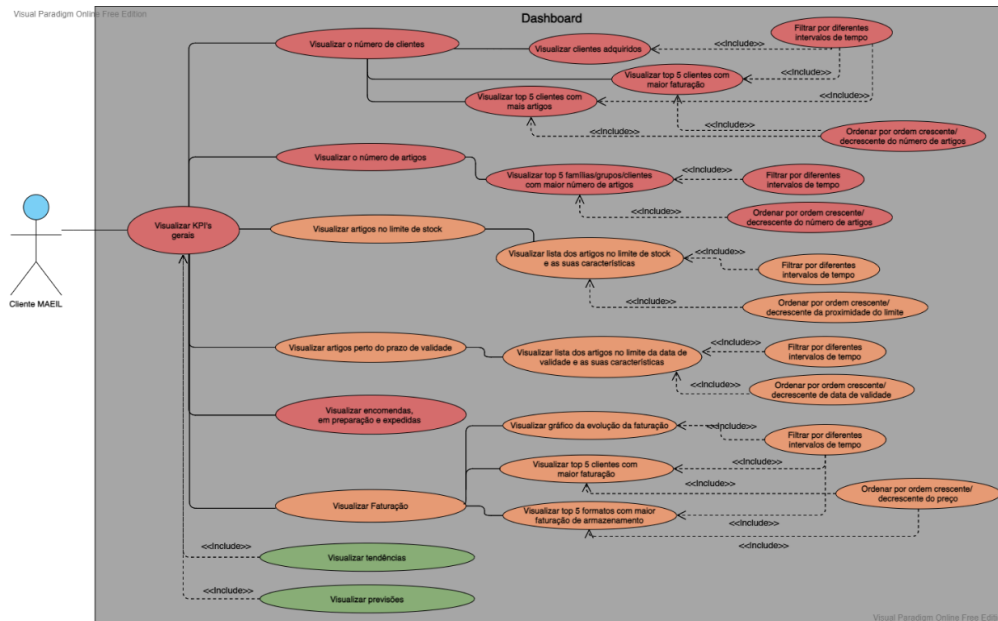 Visual Paradigm Online Free Edition
Dashboard
Visualizar o número de clientes
Visualizar clientes adquiridos
<<Include>>
Filtrar por diferentes
intervalos de tempo
Visualizar top 5 clientes com
maior faturação
<<Include>>
Visualizar top 5 clientes com
mais artigos
<<Include>>
<<Include>>
<<Include>>
Ordenar por ordem crescente/
decrescente do número de artigos
Visualizar o número de artigos
Visualizar top 5 famílias/grupos/clientes
com maior número de artigos
<<Include>>
Filtrar por diferentes
intervalos de tempo
<<Include>>
Ordenar por ordem crescente/
decrescente do número de artigos
Visualizar KPI's
gerais
Cliente MAEIL
Visualizar artigos no limite de stock
Visualizar lista dos artigos no limite de stock
e as suas características
<<Include>>
Filtrar por diferentes
intervalos de tempo
<<Include>>
Ordenar por ordem crescente/
decrescente da proximidade do limite
Visualizar artigos perto do prazo de validade
Visualizar lista dos artigos no limite da data de
validade e as suas características
<<Include>>
Filtrar por diferentes
intervalos de tempo
<<Include>>
Ordenar por ordem crescente/
decrescente de data de validade
Visualizar encomendas,
em preparação e expedidas
Visualizar gráfico da evolução da faturação
<<Include>>
Filtrar por diferentes
intervalos de tempo
Visualizar top 5 clientes com
maior faturação
<<Include>>
<<Include>>
Ordenar por ordem crescente/
decrescente do preço
Visualizar Faturação
Visualizar top 5 formatos com maior
faturação de armazenamento
<<Include>>
<<Include>>
<<Include>>
Visualizar tendências
<<Include>>
Visualizar previsões
Visual Paradigm Online Free Edition